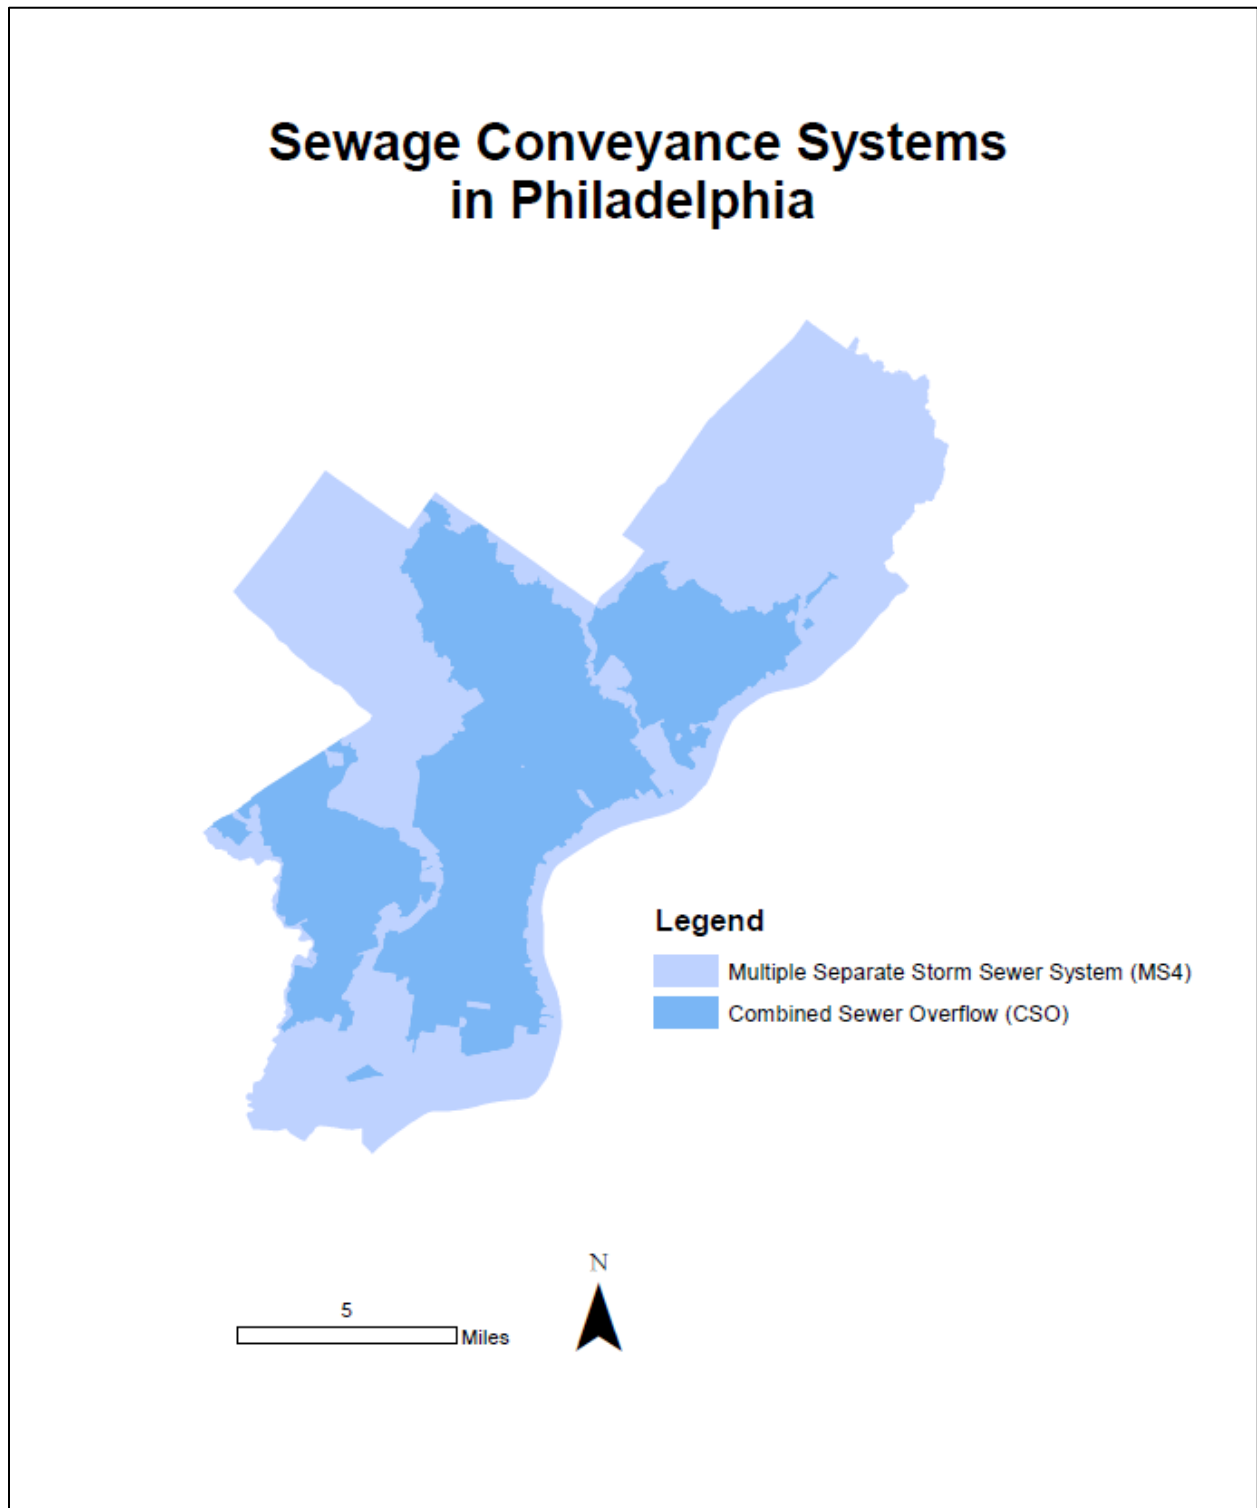 Sewage Conveyance Systems
in Philadelphia
Legend
Multiple Separate Storm Sewer System (MS4)
Combined Sewer Overflow (CSO)
N
5
Miles